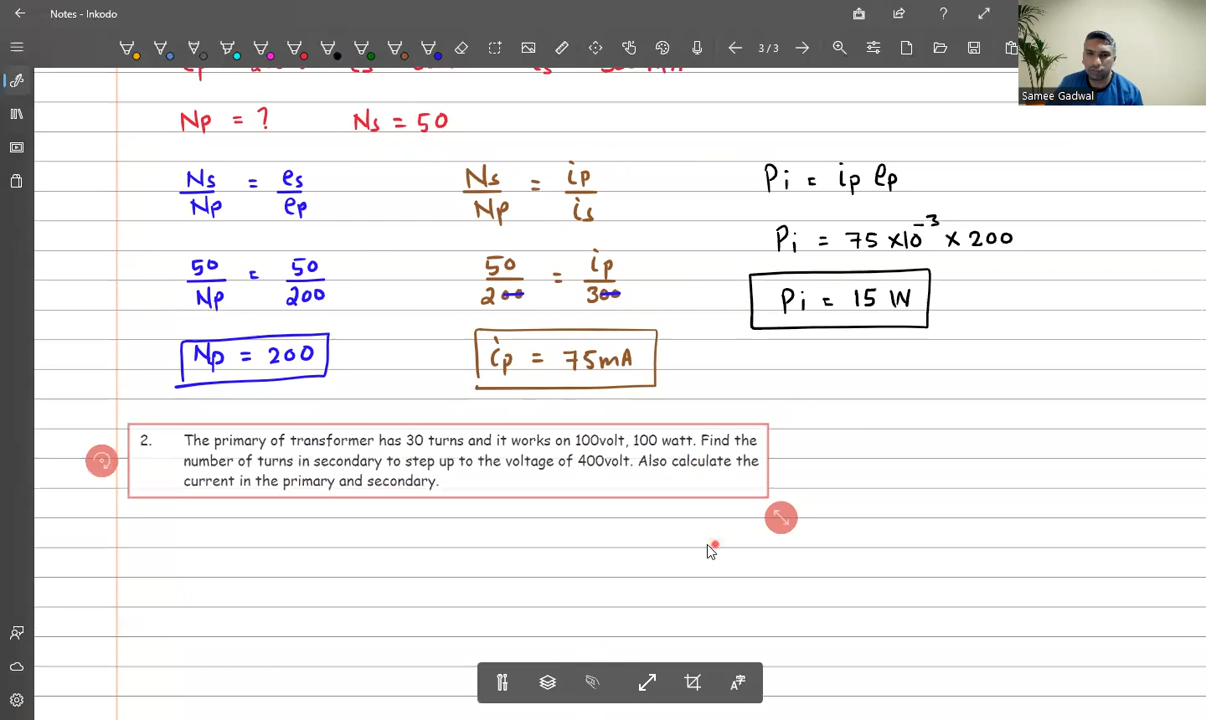 Notes - Inkodo
3 / 3
Samee Gadwal
Np = ? Ns = 50
Ns/Np = es/ep
50/Np = 50/200
Np = 200
Ns/Np = ip/is
50/200 = ip/300
ip = 75mA
Pi = ip ep
Pi = 75 x10^-3 x 200
Pi = 15 W
2. The primary of transformer has 30 turns and it works on 100volt, 100 watt. Find the
number of turns in secondary to step up to the voltage of 400volt. Also calculate the
current in the primary and secondary.